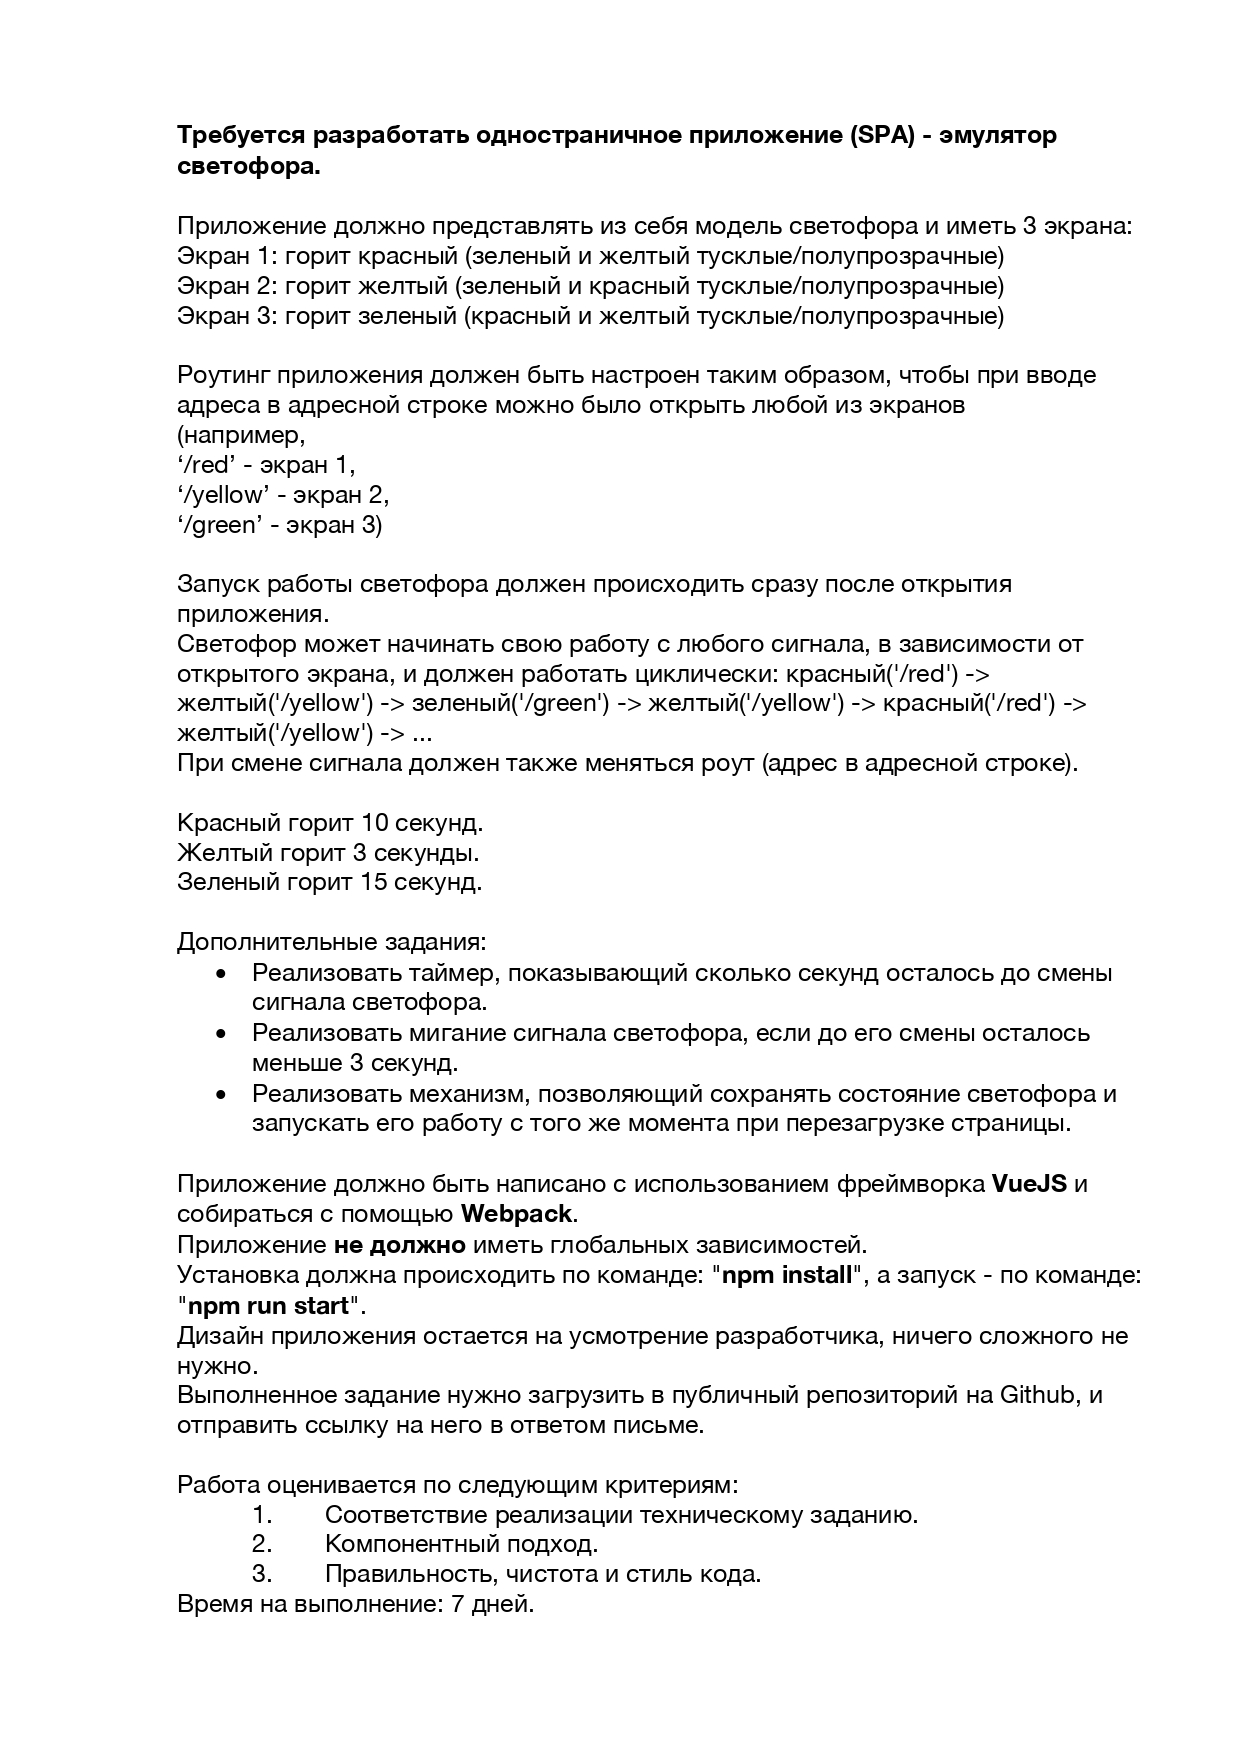 Требуется разработать одностраничное приложение (SPA) - эмулятор
светофора.
Приложение должно представлять из себя модель светофора и иметь 3 экрана:
Экран 1: горит красный (зеленый и желтый тусклые/полупрозрачные)
Экран 2: горит желтый (зеленый и красный тусклые/полупрозрачные)
Экран 3: горит зеленый (красный и желтый тусклые/полупрозрачные)
Роутинг приложения должен быть настроен таким образом, чтобы при вводе
адреса в адресной строке можно было открыть любой из экранов
(например,
‘/red’ - экран 1,
‘/yellow’ - экран 2,
‘/green’ - экран 3)
Запуск работы светофора должен происходить сразу после открытия
приложения.
Светофор может начинать свою работу с любого сигнала, в зависимости от
открытого экрана, и должен работать циклически: красный('/red') ->
желтый('/yellow') -> зеленый('/green') -> желтый('/yellow') -> красный('/red') ->
желтый('/yellow') -> ...
При смене сигнала должен также меняться роут (адрес в адресной строке).
Красный горит 10 секунд.
Желтый горит 3 секунды.
Зеленый горит 15 секунд.
Дополнительные задания:
• Реализовать таймер, показывающий сколько секунд осталось до смены
сигнала светофора.
• Реализовать мигание сигнала светофора, если до его смены осталось
меньше 3 секунд.
• Реализовать механизм, позволяющий сохранять состояние светофора и
запускать его работу с того же момента при перезагрузке страницы.
Приложение должно быть написано с использованием фреймворка VueJS и
собираться с помощью Webpack.
Приложение не должно иметь глобальных зависимостей.
Установка должна происходить по команде: "npm install", а запуск - по команде:
"npm run start".
Дизайн приложения остается на усмотрение разработчика, ничего сложного не
нужно.
Выполненное задание нужно загрузить в публичный репозиторий на Github, и
отправить ссылку на него в ответом письме.
Работа оценивается по следующим критериям:
1. Соответствие реализации техническому заданию.
2. Компонентный подход.
3. Правильность, чистота и стиль кода.
Время на выполнение: 7 дней.